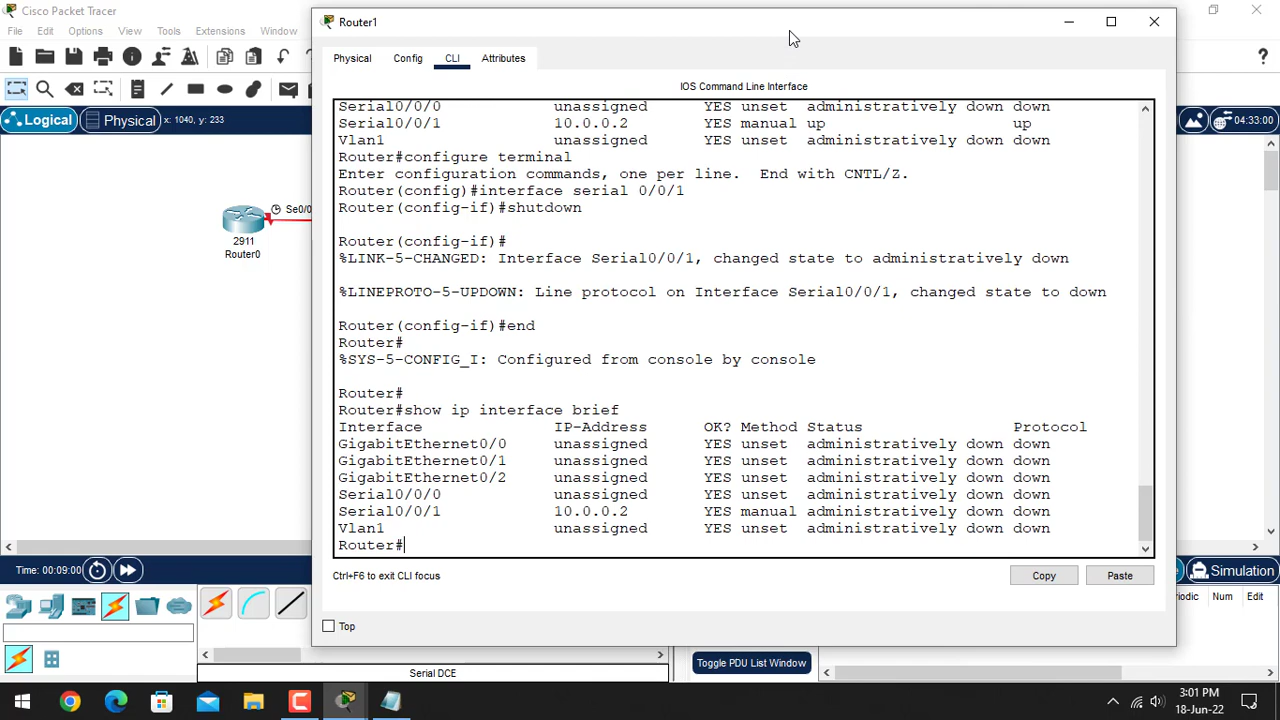 Cisco Packet Tracer
File Edit Options View Tools Extensions Window
Logical Physical x: 1040, y: 233
04:33:00
Se0/0
2911
Router0
Router1
Physical Config CLI Attributes
IOS Command Line Interface
Serial0/0/0 unassigned YES unset administratively down down
Serial0/0/1 10.0.0.2 YES manual up up
Vlan1 unassigned YES unset administratively down down
Router#configure terminal
Enter configuration commands, one per line. End with CNTL/Z.
Router(config)#interface serial 0/0/1
Router(config-if)#shutdown
Router(config-if)#
%LINK-5-CHANGED: Interface Serial0/0/1, changed state to administratively down
%LINEPROTO-5-UPDOWN: Line protocol on Interface Serial0/0/1, changed state to down
Router(config-if)#end
Router#
%SYS-5-CONFIG_I: Configured from console by console
Router#
Router#show ip interface brief
Interface IP-Address OK? Method Status Protocol
GigabitEthernet0/0 unassigned YES unset administratively down down
GigabitEthernet0/1 unassigned YES unset administratively down down
GigabitEthernet0/2 unassigned YES unset administratively down down
Serial0/0/0 unassigned YES unset administratively down down
Serial0/0/1 10.0.0.2 YES manual administratively down down
Vlan1 unassigned YES unset administratively down down
Router#
Ctrl+F6 to exit CLI focus
Copy Paste
Top
Time: 00:09:00
Simulation
Num Edit
Serial DCE
Toggle PDU List Window
3:01 PM
18-Jun-22